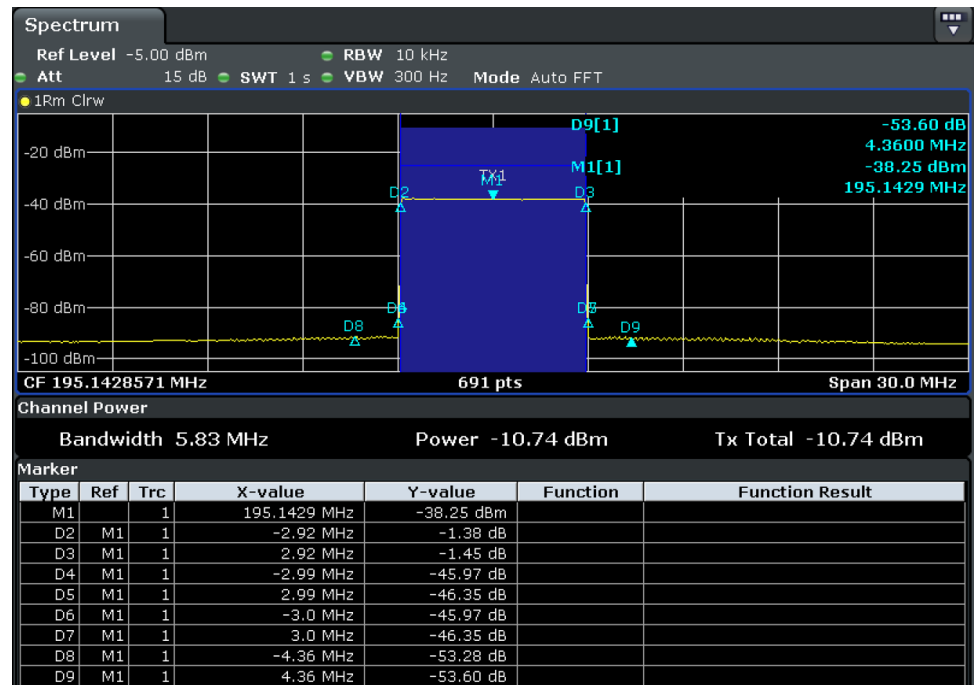 Spectrum
Ref Level -5.00 dBm RBW 10 kHz
Att 15 dB SWT 1 s VBW 300 Hz Mode Auto FFT
1Rm Clrw
D9[1] -53.60 dB
4.3600 MHz
M1[1] -38.25 dBm
195.1429 MHz
-20 dBm
TX1
M1
D2 D3
-40 dBm
-60 dBm
-80 dBm
D8 D9
-100 dBm
CF 195.1428571 MHz 691 pts Span 30.0 MHz
Channel Power
Bandwidth 5.83 MHz Power -10.74 dBm Tx Total -10.74 dBm
Marker
Type Ref Trc X-value Y-value Function Function Result
M1 1 195.1429 MHz -38.25 dBm
D2 M1 1 -2.92 MHz -1.38 dB
D3 M1 1 2.92 MHz -1.45 dB
D4 M1 1 -2.99 MHz -45.97 dB
D5 M1 1 2.99 MHz -46.35 dB
D6 M1 1 -3.0 MHz -45.97 dB
D7 M1 1 3.0 MHz -46.35 dB
D8 M1 1 -4.36 MHz -53.28 dB
D9 M1 1 4.36 MHz -53.60 dB